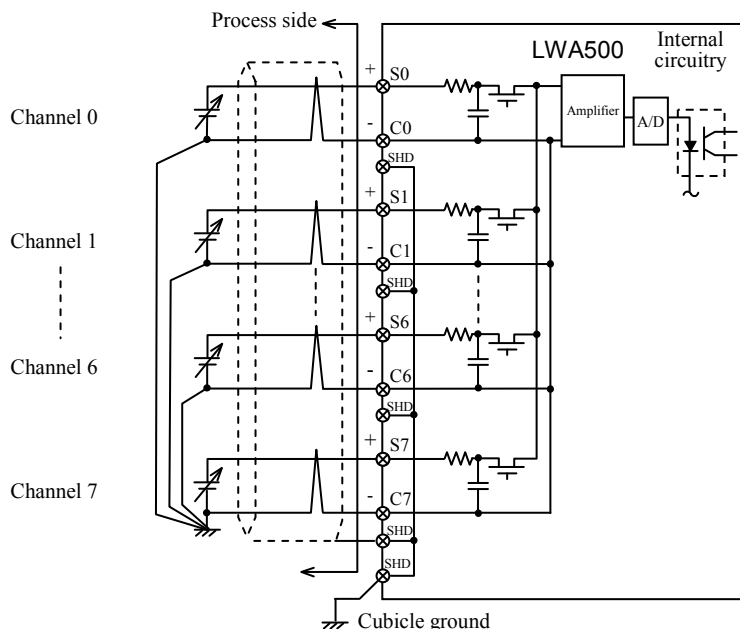 Process side
LWA500
Internal
circuitry
Channel 0
+ S0
- C0
SHD
Amplifier
A/D
Channel 1
+ S1
- C1
SHD
Channel 6
+ S6
- C6
SHD
Channel 7
+ S7
- C7
SHD
SHD
Cubicle ground